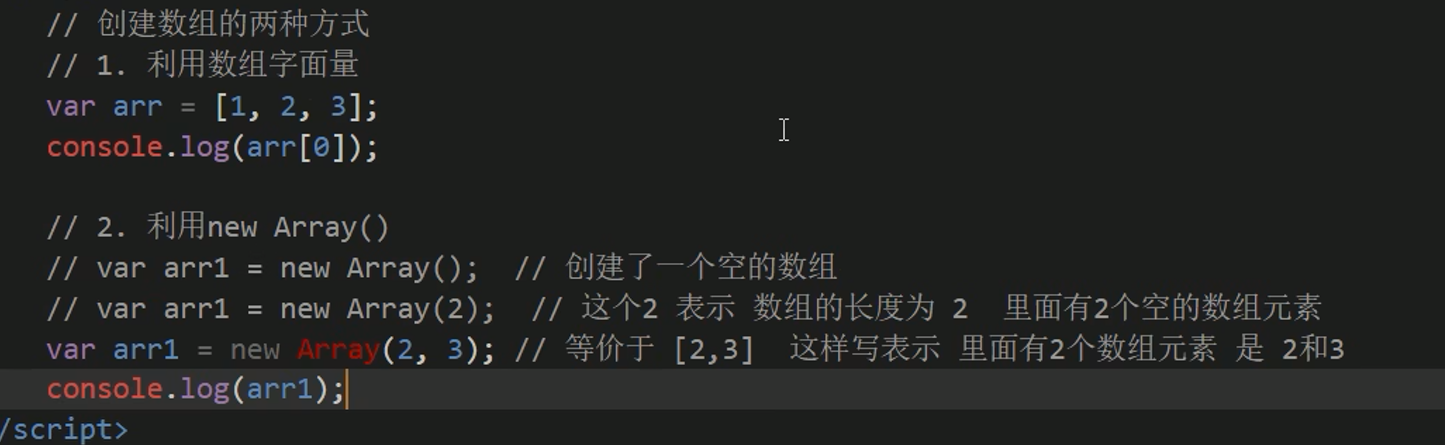 // 创建数组的两种方式
// 1. 利用数组字面量
var arr = [1, 2, 3];
console.log(arr[0]);
// 2. 利用new Array()
// var arr1 = new Array();  // 创建了一个空的数组
// var arr1 = new Array(2);  // 这个2 表示 数组的长度为 2  里面有2个空的数组元素
var arr1 = new Array(2, 3); // 等价于 [2,3]  这样写表示 里面有2个数组元素 是 2和3
console.log(arr1);
/script>